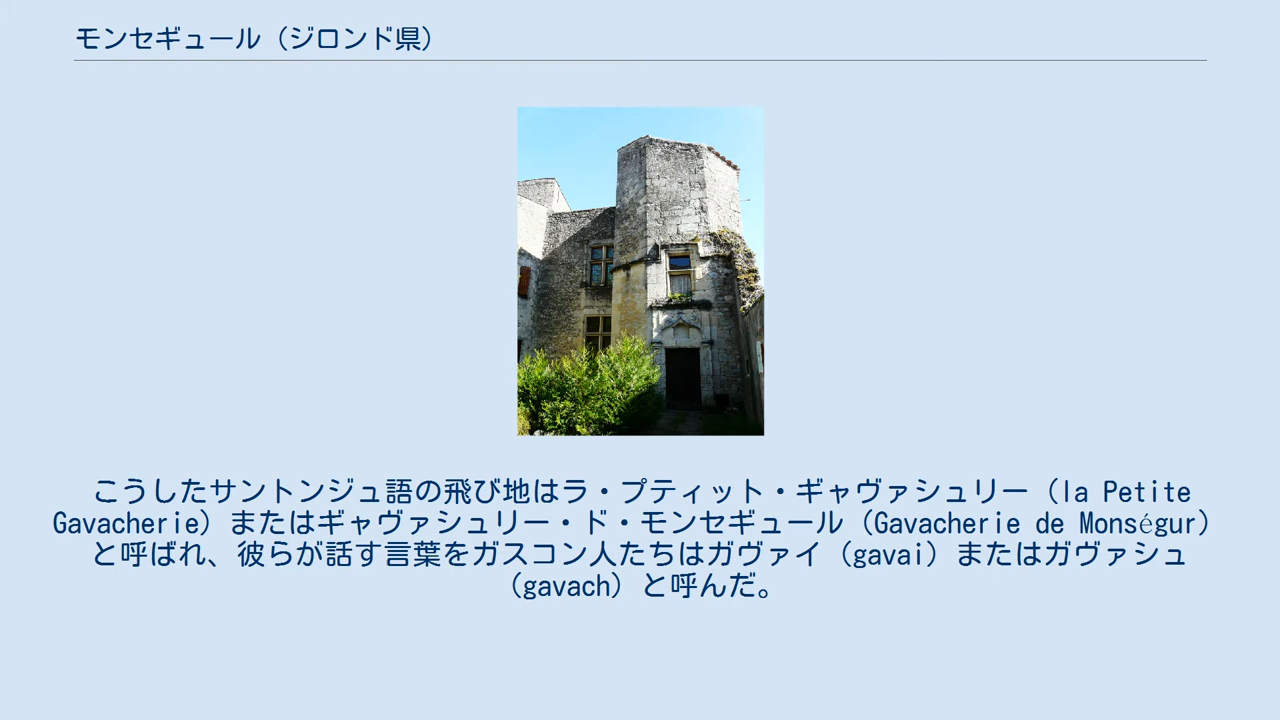 モンセギュール（ジロンド県）
こうしたサントンジュ語の飛び地はラ・プティット・ギャヴァシュリー（la Petite
Gavacherie）またはギャヴァシュリー・ド・モンセギュール（Gavacherie de Monségur）
と呼ばれ、彼らが話す言葉をガスコン人たちはガヴァイ（gavai）またはガヴァシュ
（gavach）と呼んだ。